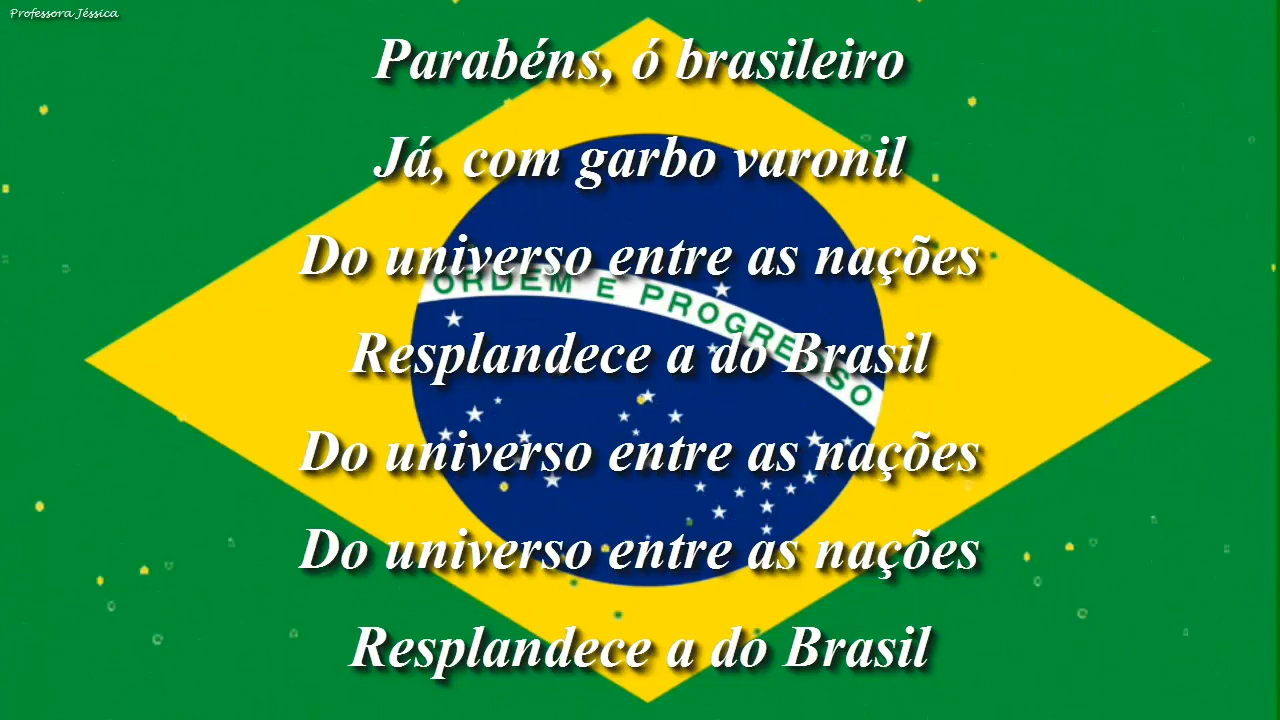 Professora Jéssica
Parabéns, ó brasileiro
Já, com garbo varonil
Do universo entre as nações
ORDEM E PROGRESSO
Resplandece a do Brasil
Do universo entre as nações
Do universo entre as nações
Resplandece a do Brasil